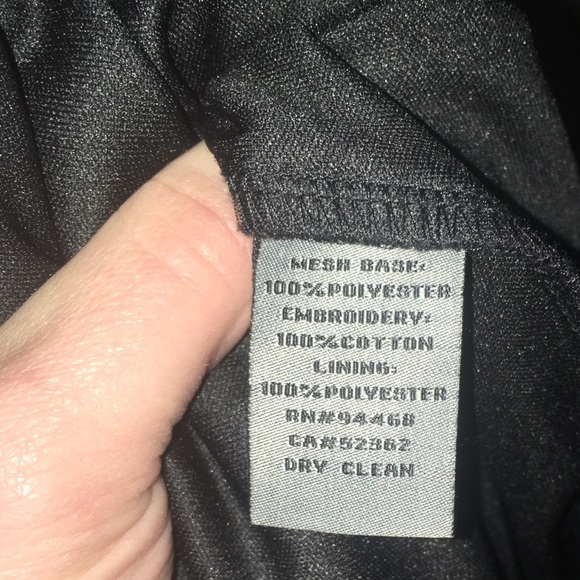 MESH BASE:
100%POLYESTER
EMBROIDERY:
100%COTTON
LINING:
100%POLYESTER
RN#94468
CA#52362
DRY CLEAN